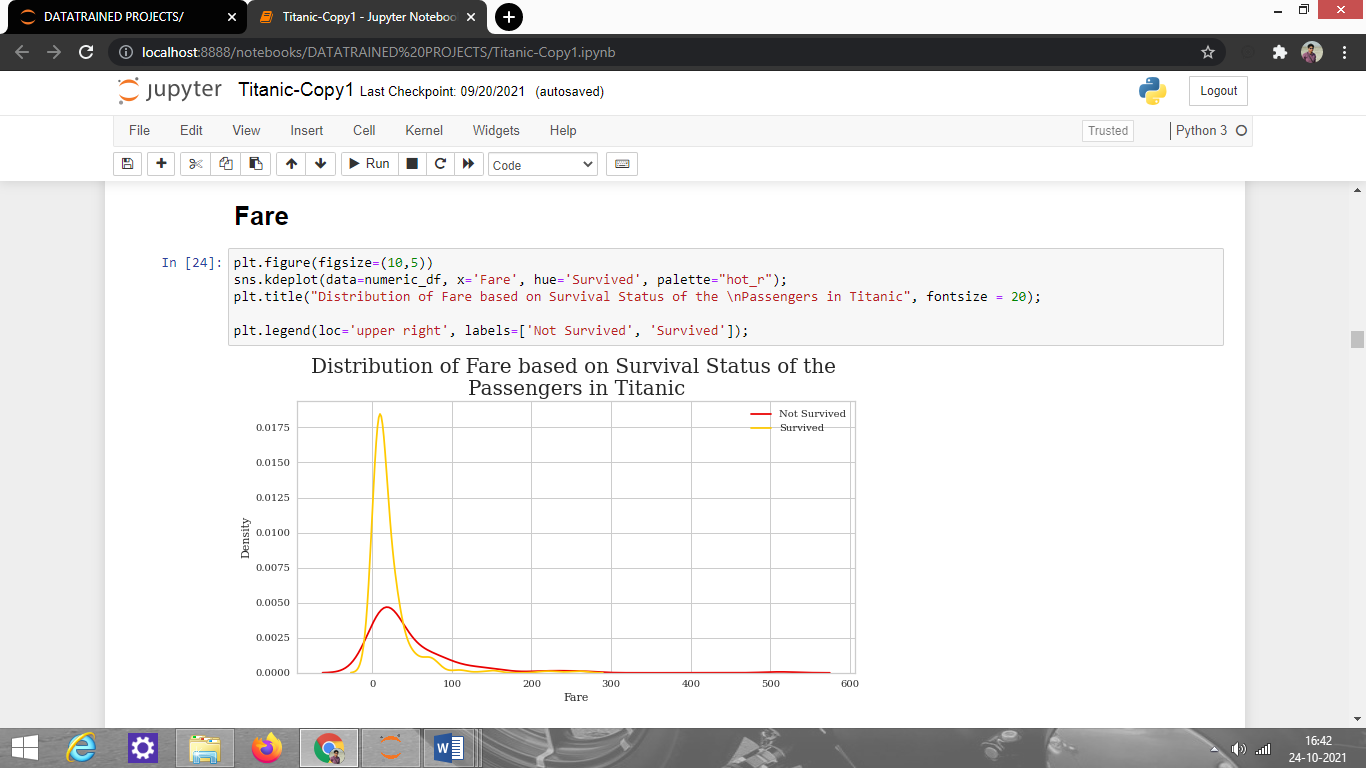 DATATRAINED PROJECTS/
Titanic-Copy1 - Jupyter Noteboo
localhost:8888/notebooks/DATATRAINED%20PROJECTS/Titanic-Copy1.ipynb
jupyter Titanic-Copy1 Last Checkpoint: 09/20/2021 (autosaved)
Logout
File Edit View Insert Cell Kernel Widgets Help
Trusted
Python 3
Run
Code
Fare
In [24]:
plt.figure(figsize=(10,5))
sns.kdeplot(data=numeric_df, x='Fare', hue='Survived', palette="hot_r");
plt.title("Distribution of Fare based on Survival Status of the \nPassengers in Titanic", fontsize = 20);
plt.legend(loc='upper right', labels=['Not Survived', 'Survived']);
Distribution of Fare based on Survival Status of the
Passengers in Titanic
Not Survived
Survived
0.0175
0.0150
0.0125
0.0100
0.0075
0.0050
0.0025
0.0000
Density
0 100 200 300 400 500 600
Fare
16:42
24-10-2021